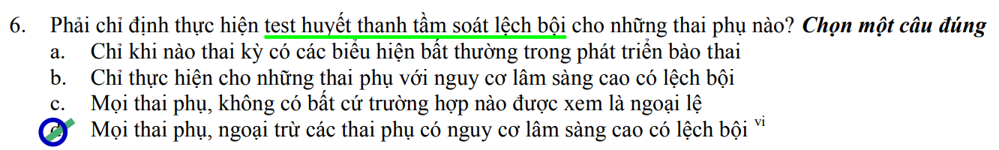 6. Phải chỉ định thực hiện test huyết thanh tầm soát lệch bội cho những thai phụ nào? Chọn một câu đúng
a. Chỉ khi nào thai kỳ có các biểu hiện bất thường trong phát triển bào thai
b. Chỉ thực hiện cho những thai phụ với nguy cơ lâm sàng cao có lệch bội
c. Mọi thai phụ, không có bất cứ trường hợp nào được xem là ngoại lệ
Mọi thai phụ, ngoại trừ các thai phụ có nguy cơ lâm sàng cao có lệch bội vi